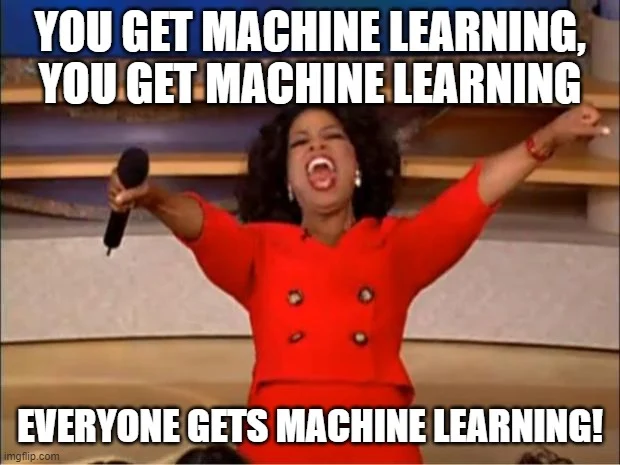 YOU GET MACHINE LEARNING,
YOU GET MACHINE LEARNING
EVERYONE GETS MACHINE LEARNING!
imgflip.com